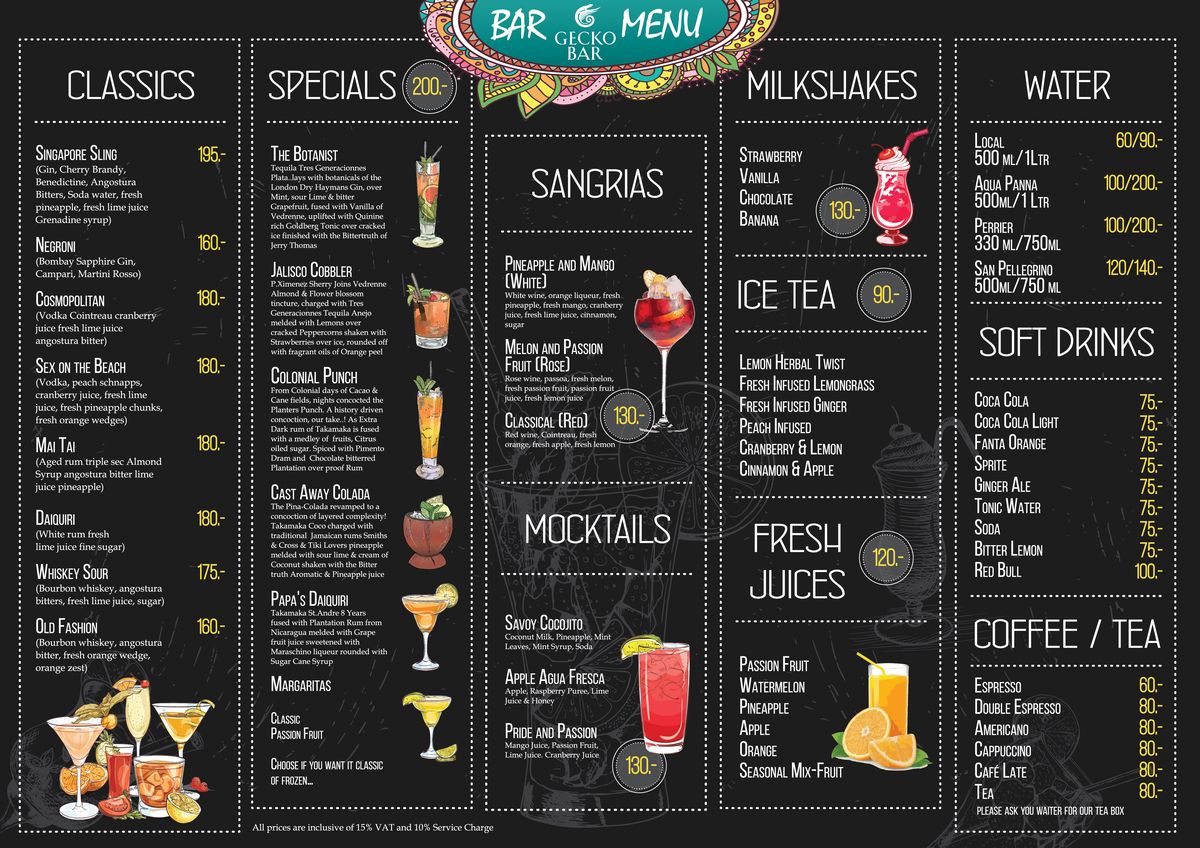 BAR GECKO BAR MENU
CLASSICS
Singapore Sling 195.-
(Gin, Cherry Brandy,
Benedictine, Angostura
Bitters, Soda water, fresh
pineapple, fresh lime juice
Grenadine syrup)
Negroni 160.-
(Bombay Sapphire Gin,
Campari, Martini Rosso)
Cosmopolitan 180.-
(Vodka Cointreau cranberry
juice fresh lime juice
angostura bitter)
Sex on the Beach 180.-
(Vodka, peach schnapps,
cranberry juice, fresh lime
juice, fresh pineapple chunks,
fresh orange wedges)
Mai Tai 180.-
(Aged rum triple sec Almond
Syrup angostura bitter lime
juice pineapple)
Daiquiri 180.-
(White rum fresh
lime juice fine sugar)
Whiskey Sour 175.-
(Bourbon whiskey, angostura
bitters, fresh lime juice, sugar)
Old Fashion 160.-
(Bourbon whiskey, angostura
bitter, fresh orange wedge,
orange zest)
SPECIALS 200.-
The Botanist
Tequila Tres Generacionnes
Plata..lays with botanicals of the
London Dry Haymans Gin, over
Mint, sour Lime & bitter
Grapefruit, fused with Vanilla of
Vedrenne, uplifted with Quinine
rich Goldberg Tonic over cracked
ice finished with the Bittertruth of
Jerry Thomas
Jalisco Cobbler
P.Ximenez Sherry Joins Vedrenne
Almond & Flower blossom
tincture, charged with Tres
Generacionnes Tequila Anejo
melded with Lemons over
cracked Peppercorns shaken with
Strawberries over ice, rounded off
with fragrant oils of Orange peel
Colonial Punch
From Colonial days of Cacao &
Cane fields, nights concocted the
Planters Punch. A history driven
concoction, our take..! As Extra
Dark rum of Takamaka is fused
with a medley of fruits, Citrus
oiled sugar. Spiced with Pimento
Dram and Chocolate bitterred
Plantation over proof Rum
Cast Away Colada
The Pina-Colada revamped to a
concoction of layered complexity!
Takamaka Coco charged with
traditional Jamaican rums Smiths
& Cross & Tiki Lovers pineapple
melded with sour lime & cream of
Coconut shaken with the Bitter
truth Aromatic & Pineapple juice
Papa's Daiquiri
Takamaka St.Andre 8 Years
fused with Plantation Rum from
Nicaragua melded with Grape
fruit juice sweetened with
Maraschino liqueur rounded with
Sugar Cane Syrup
Margaritas
Classic
Passion Fruit
Choose if you want it classic
of frozen...
SANGRIAS
Pineapple and Mango
(White)
White wine, orange liqueur, fresh
pineapple, fresh mango, cranberry
juice, fresh lime juice, cinnamon,
sugar
Melon and Passion
Fruit (Rose)
Rose wine, passoa, fresh melon,
fresh passion fruit, passion fruit
juice, fresh lemon juice
Classical (Red) 130.-
Red wine, Cointreau, fresh
orange, fresh apple, fresh lemon
MOCKTAILS
Savoy Cocojito
Coconut Milk, Pineapple, Mint
Leaves, Mint Syrup, Soda
Apple Agua Fresca
Apple, Raspberry Puree, Lime
Juice & Honey
Pride and Passion
Mango Juice, Passion Fruit,
Lime Juice. Cranberry Juice
130.-
MILKSHAKES
Strawberry
Vanilla
Chocolate
Banana
130.-
ICE TEA 90.-
Lemon Herbal Twist
Fresh Infused Lemongrass
Fresh Infused Ginger
Peach Infused
Cranberry & Lemon
Cinnamon & Apple
FRESH
JUICES
120.-
Passion Fruit
Watermelon
Pineapple
Apple
Orange
Seasonal Mix-Fruit
WATER
Local 60/90.-
500 ml/1Ltr
Aqua Panna 100/200.-
500ml/1 Ltr
Perrier 100/200.-
330 ml/750ml
San Pellegrino 120/140.-
500ml/750 ml
SOFT DRINKS
Coca Cola 75.-
Coca Cola Light 75.-
Fanta Orange 75.-
Sprite 75.-
Ginger Ale 75.-
Tonic Water 75.-
Soda 75.-
Bitter Lemon 75.-
Red Bull 100.-
COFFEE / TEA
Espresso 60.-
Double Espresso 80.-
Americano 80.-
Cappuccino 80.-
Café Late 80.-
Tea 80.-
PLEASE ASK YOU WAITER FOR OUR TEA BOX
All prices are inclusive of 15% VAT and 10% Service Charge